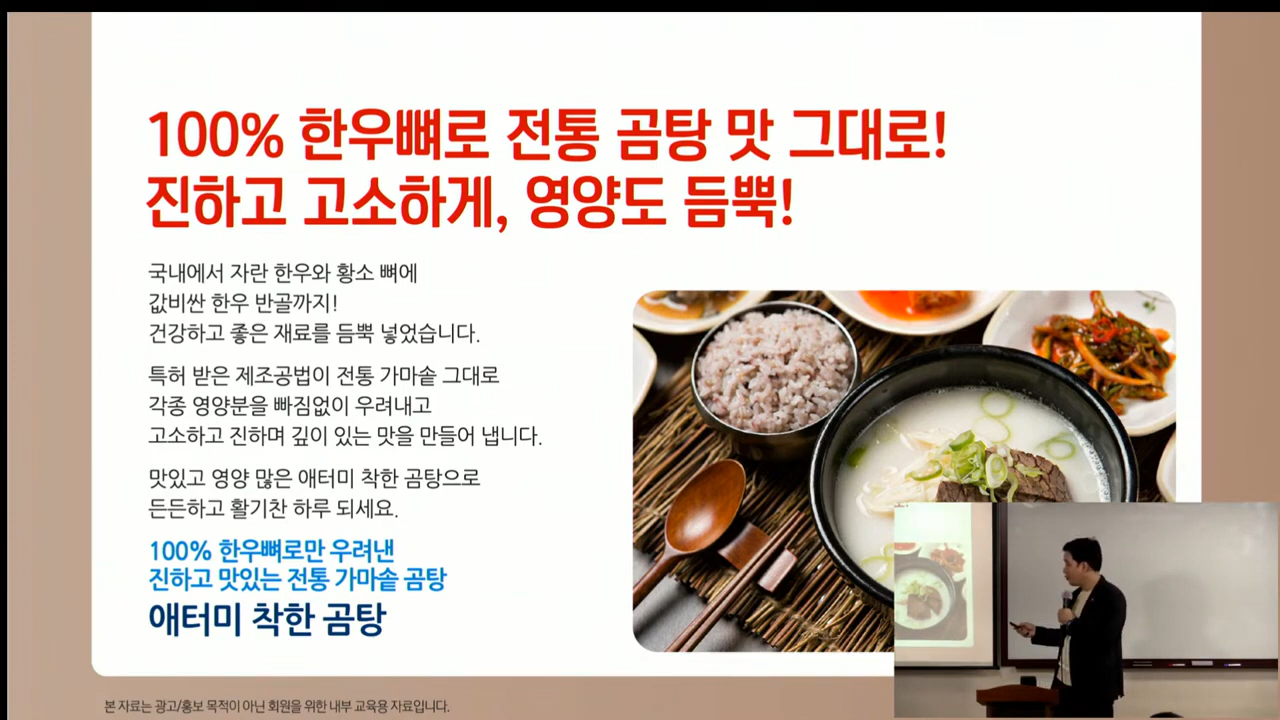 100% 한우뼈로 전통 곰탕 맛 그대로!
진하고 고소하게, 영양도 듬뿍!
국내에서 자란 한우와 황소 뼈에
값비싼 한우 반골까지!
건강하고 좋은 재료를 듬뿍 넣었습니다.
특허 받은 제조공법이 전통 가마솥 그대로
각종 영양분을 빠짐없이 우려내고
고소하고 진하며 깊이 있는 맛을 만들어 냅니다.
맛있고 영양 많은 애터미 착한 곰탕으로
든든하고 활기찬 하루 되세요.
100% 한우뼈로만 우려낸
진하고 맛있는 전통 가마솥 곰탕
애터미 착한 곰탕
본 자료는 광고/홍보 목적이 아닌 회원을 위한 내부 교육용 자료입니다.